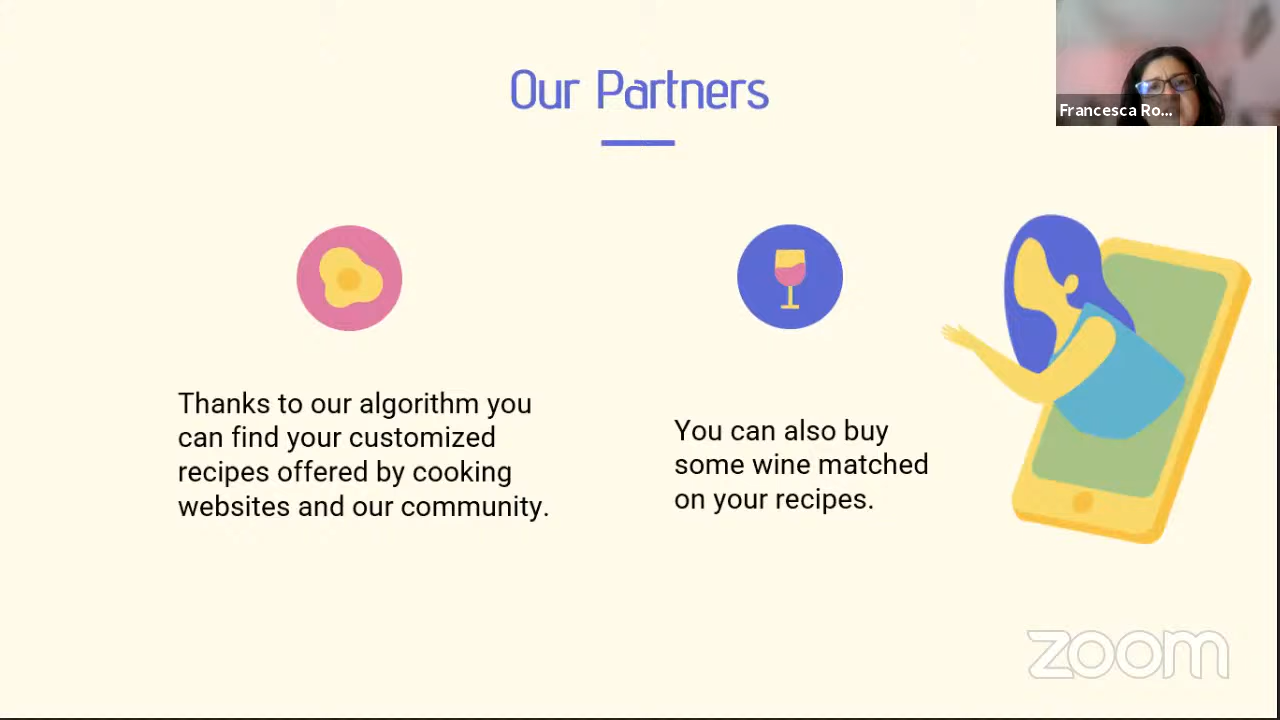 Our Partners
Francesca Ro...
Thanks to our algorithm you
can find your customized
recipes offered by cooking
websites and our community.
You can also buy
some wine matched
on your recipes.
zoom